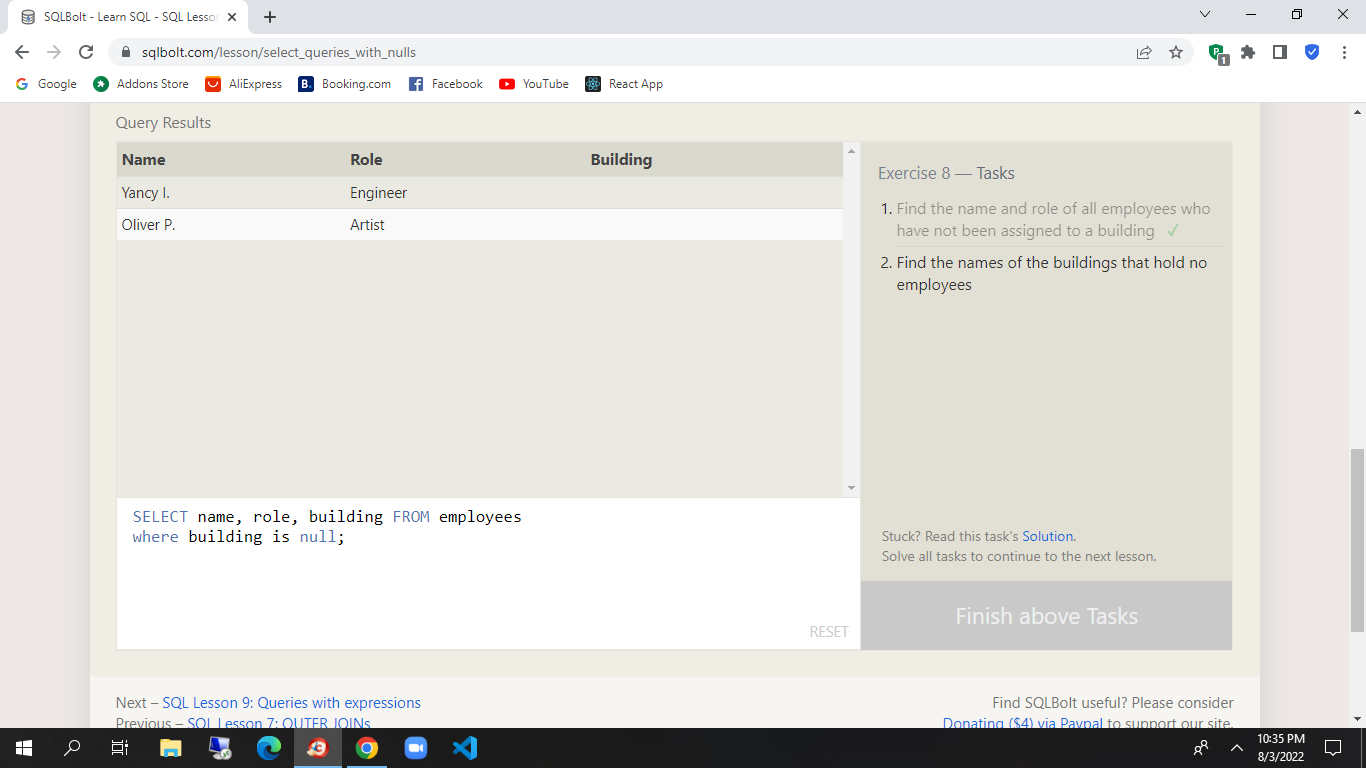 SQLBolt - Learn SQL - SQL Lesson
sqlbolt.com/lesson/select_queries_with_nulls
1
Google Addons Store AliExpress Booking.com Facebook YouTube React App
Query Results
Name Role Building
Yancy I. Engineer
Oliver P. Artist
Exercise 8 — Tasks
1. Find the name and role of all employees who
have not been assigned to a building ✓
2. Find the names of the buildings that hold no
employees
SELECT name, role, building FROM employees
where building is null;
RESET
Stuck? Read this task's Solution.
Solve all tasks to continue to the next lesson.
Finish above Tasks
Next – SQL Lesson 9: Queries with expressions
Previous – SQL Lesson 7: OUTER JOINs
Find SQLBolt useful? Please consider
Donating ($4) via Paypal to support our site.
10:35 PM
8/3/2022